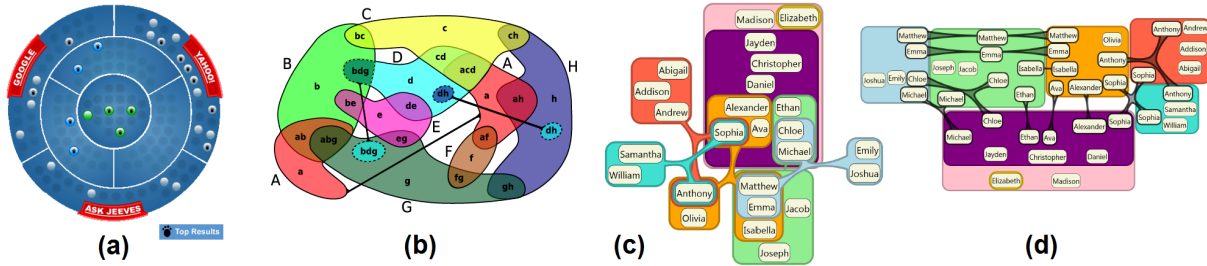 GOOGLE
YAHOO!
ASK JEEVES
Top Results
(a)
C
c
bc
ch
D
cd
A
acd
B
H
bdg
d
b
dh
a
h
be
de
ah
e
dh
E
ab
abg
eg
af
bdg
F
f
A
a
g
fg
gh
G
(b)
Madison
Elizabeth
Jayden
Christopher
Daniel
Abigail
Addison
Andrew
Alexander
Ethan
Sophia
Ava
Chloe
Michael
Emily
Joshua
Samantha
William
Matthew
Anthony
Emma
Jacob
Olivia
Isabella
Joseph
(c)
Matthew
Matthew
Matthew
Olivia
Anthony
Andrew
Emma
Emma
Emma
Addison
Joseph
Jacob
Isabella
Isabella
Anthony
Abigail
Joshua
Emily
Chloe
Chloe
Sophia
Sophia
Michael
Michael
Ethan
Ava
Alexander
Anthony
Samantha
William
Chloe
Sophia
Michael
Ethan
Ava
Alexander
Jayden
Christopher
Daniel
Elizabeth
Madison
(d)